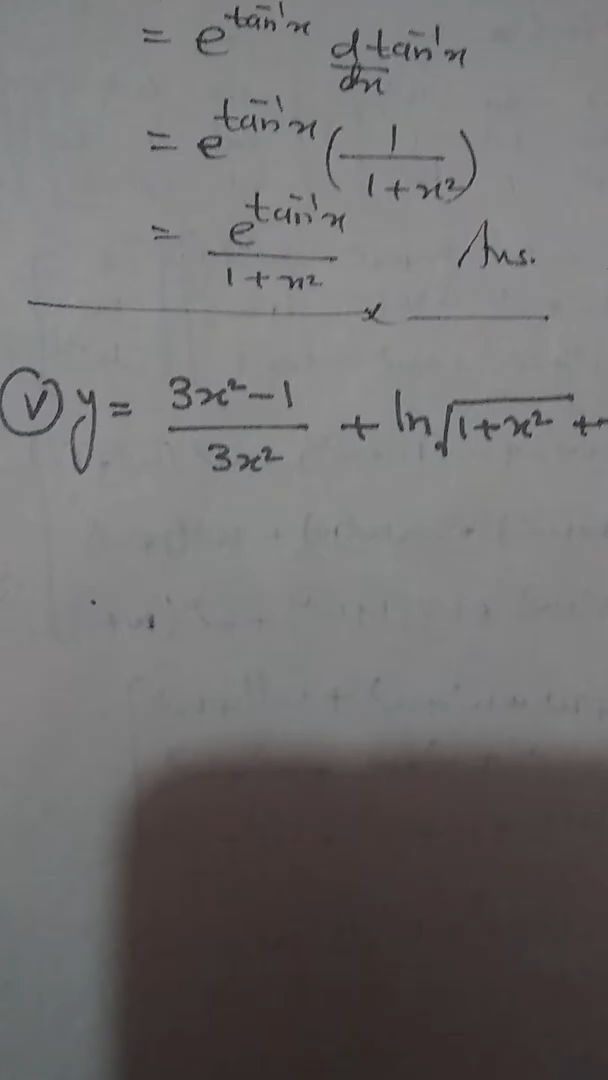 = e^(tan⁻¹x) d/dx tan⁻¹x
= e^(tan⁻¹x) (1/(1+x²))
= e^(tan⁻¹x)/(1+x²) Ans.
(v) y = (3x²-1)/(3x²) + ln√(1+x²) +